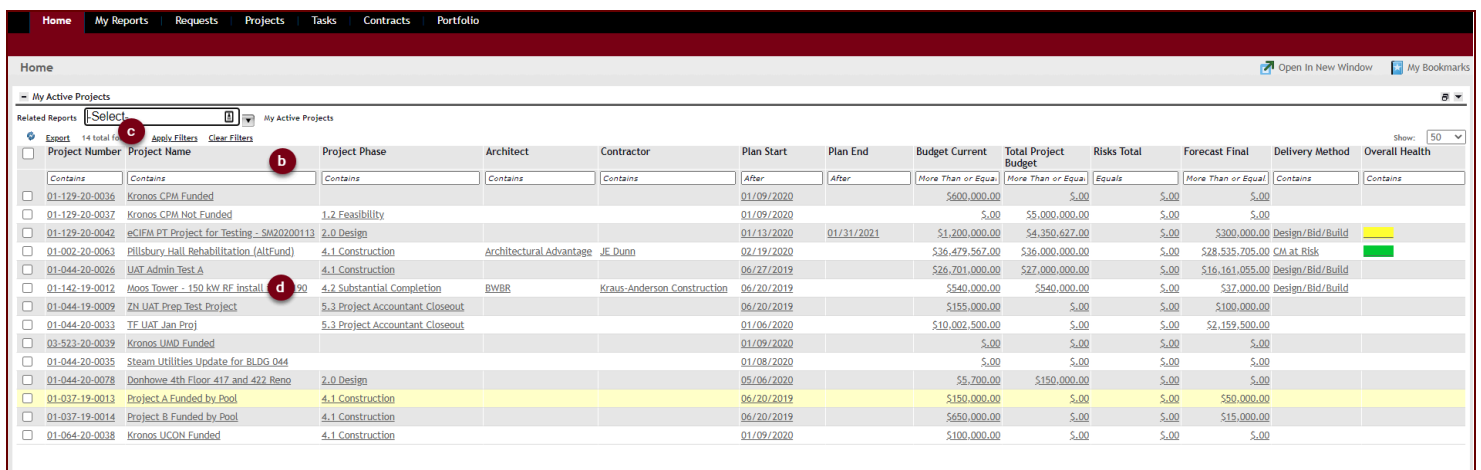 Home My Reports Requests Projects Tasks Contracts Portfolio
Home Open In New Window My Bookmarks
My Active Projects
Related Reports -Select- My Active Projects
c
Export 14 total Apply Filters Clear Filters Show: 50
b
Project Number Project Name Project Phase Architect Contractor Plan Start Plan End Budget Current Total Project Budget Risks Total Forecast Final Delivery Method Overall Health
Contains Contains Contains Contains Contains After After More Than or Equa More Than or Equa Equals More Than or Equal Contains Contains
01-129-20-0036 Kronos CPM Funded 01/09/2020 $600,000.00 $.00 $.00 $.00
01-129-20-0037 Kronos CPM Not Funded 1.2 Feasibility 01/09/2020 $.00 $5,000,000.00 $.00 $.00
01-129-20-0042 eCIFM PT Project for Testing - SM20200113 2.0 Design 01/13/2020 01/31/2021 $1,200,000.00 $4,350,627.00 $.00 $300,000.00 Design/Bid/Build
01-002-20-0063 Pillsbury Hall Rehabilitation (AltFund) 4.1 Construction Architectural Advantage JE Dunn 02/19/2020 $36,479,567.00 $36,000,000.00 $.00 $28,535,705.00 CM at Risk
01-044-20-0026 UAT Admin Test A 4.1 Construction 06/27/2019 $26,701,000.00 $27,000,000.00 $.00 $16,161,055.00 Design/Bid/Build
01-142-19-0012 Moos Tower - 150 kW RF install d 90 4.2 Substantial Completion BWBR Kraus-Anderson Construction 06/20/2019 $540,000.00 $540,000.00 $.00 $37,000.00 Design/Bid/Build
01-044-19-0009 ZN UAT Prep Test Project 5.3 Project Accountant Closeout 06/20/2019 $155,000.00 $.00 $.00 $100,000.00
01-044-20-0033 TF UAT Jan Proj 5.3 Project Accountant Closeout 01/06/2020 $10,002,500.00 $.00 $.00 $2,159,500.00
03-523-20-0039 Kronos UMD Funded 01/09/2020 $.00 $.00 $.00 $.00
01-044-20-0035 Steam Utilities Update for BLDG 044 01/08/2020 $.00 $.00 $.00 $.00
01-044-20-0078 Donhowe 4th Floor 417 and 422 Reno 2.0 Design 05/06/2020 $5,700.00 $150,000.00 $.00 $.00
01-037-19-0013 Project A Funded by Pool 4.1 Construction 06/20/2019 $150,000.00 $.00 $.00 $50,000.00
01-037-19-0014 Project B Funded by Pool 4.1 Construction 06/20/2019 $650,000.00 $.00 $.00 $15,000.00
01-064-20-0038 Kronos UCON Funded 4.1 Construction 01/09/2020 $100,000.00 $.00 $.00 $.00